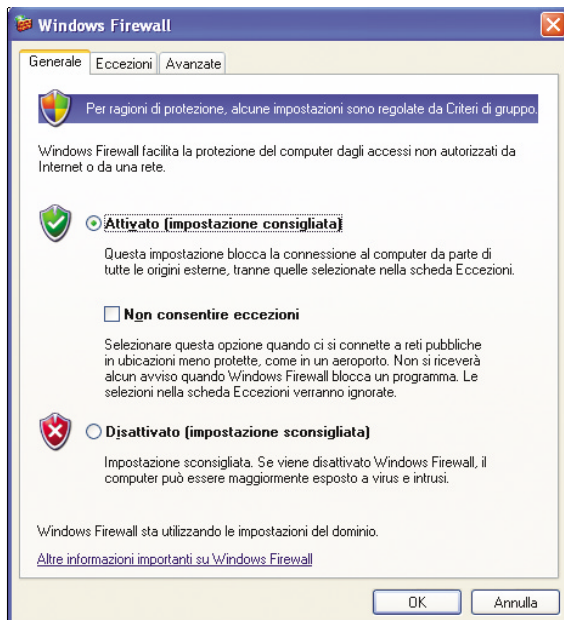 Windows Firewall
Generale
Eccezioni
Avanzate
Per ragioni di protezione, alcune impostazioni sono regolate da Criteri di gruppo.
Windows Firewall facilita la protezione del computer dagli accessi non autorizzati da
Internet o da una rete.
Attivato (impostazione consigliata)
Questa impostazione blocca la connessione al computer da parte di
tutte le origini esterne, tranne quelle selezionate nella scheda Eccezioni.
Non consentire eccezioni
Selezionare questa opzione quando ci si connette a reti pubbliche
in ubicazioni meno protette, come in un aeroporto. Non si riceverà
alcun avviso quando Windows Firewall blocca un programma. Le
selezioni nella scheda Eccezioni verranno ignorate.
Disattivato (impostazione sconsigliata)
Impostazione sconsigliata. Se viene disattivato Windows Firewall, il
computer può essere maggiormente esposto a virus e intrusi.
Windows Firewall sta utilizzando le impostazioni del dominio.
Altre informazioni importanti su Windows Firewall
OK
Annulla